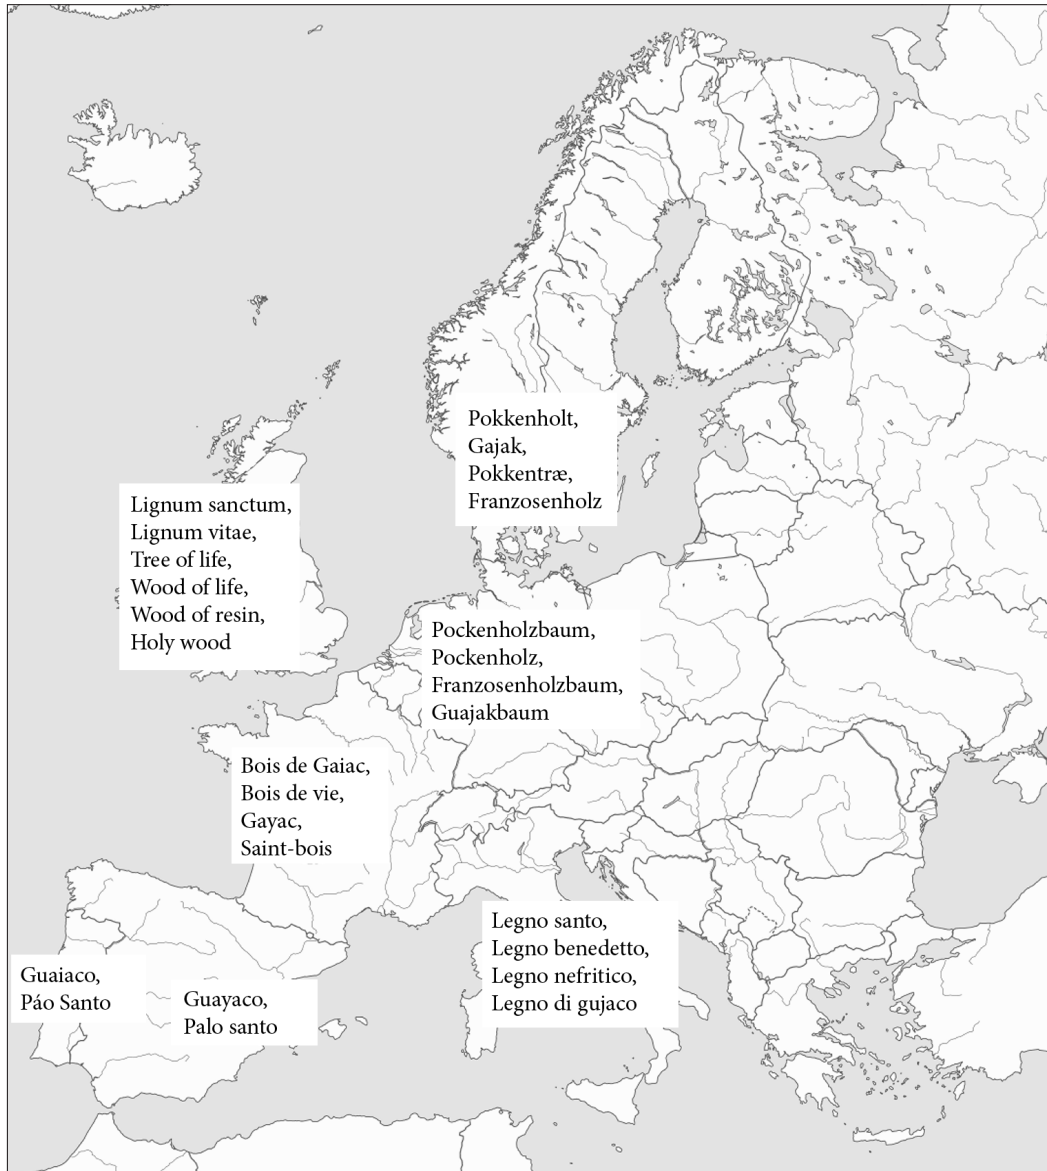 Pokkenholt,
Gajak,
Pokkentræ,
Franzosenholz
Lignum sanctum,
Lignum vitae,
Tree of life,
Wood of life,
Wood of resin,
Holy wood
Pockenholzbaum,
Pockenholz,
Franzosenholzbaum,
Guajakbaum
Bois de Gaiac,
Bois de vie,
Gayac,
Saint-bois
Legno santo,
Legno benedetto,
Legno nefritico,
Legno di gujaco
Guaiaco,
Páo Santo
Guayaco,
Palo santo